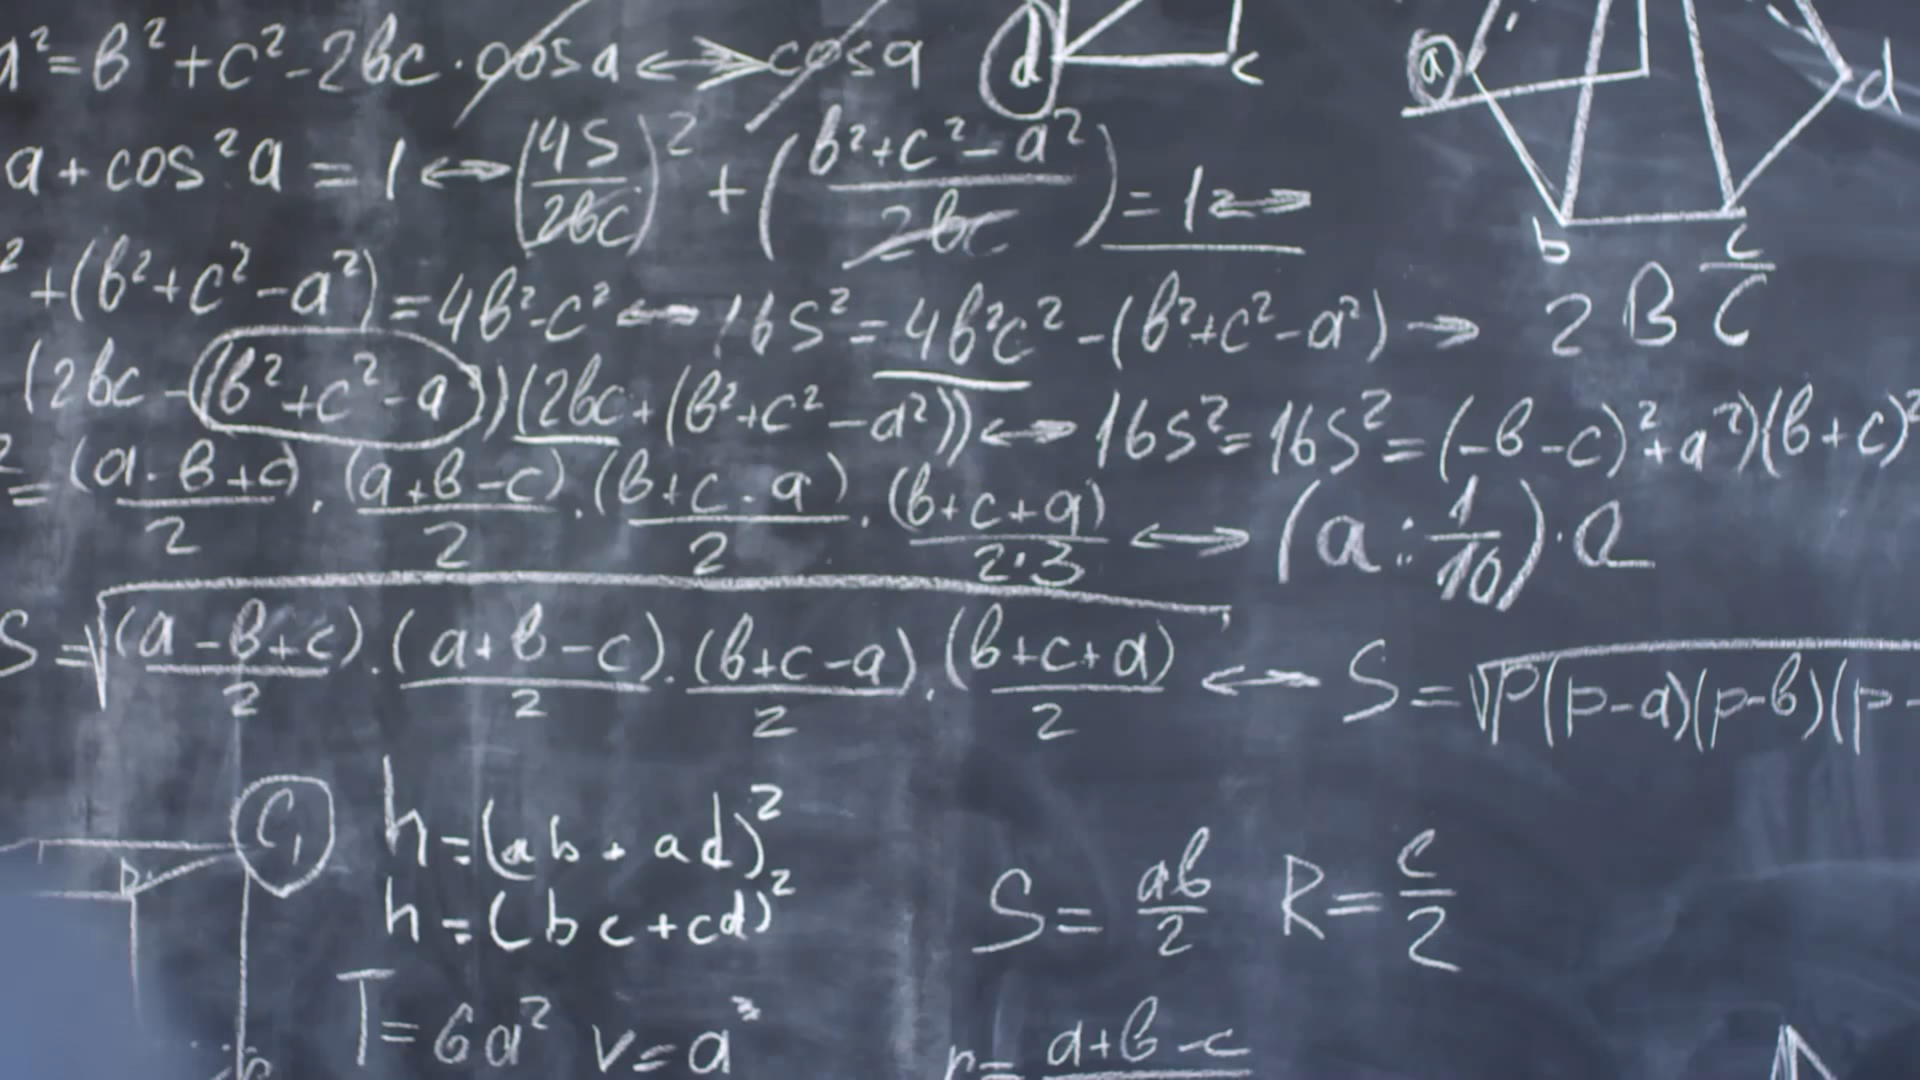 a²=b²+c²-2bc·cosa↔cosa
d c
a d
a+cos²a=1↔(4S/2bc)²+(b²+c²-a²/2bc)=1↔
b c
²+(b²+c²-a²)=4b²-c²↔16S²=4b²c²-(b²+c²-a²)→
2 B C
(2bc-(b²+c²-a))(2bc+(b²+c²-a²))↔16S²=16S²=(-b-c)²+a²)(b+c)²
²=(a-b+c)/2·(a+b-c)/2·(b+c-a)/2·(b+c+a)/2·3↔(a:1/10)·a
S=√(a-b+c)/2·(a+b-c)/2·(b+c-a)/2·(b+c+a)/2↔S=√p(p-a)(p-b)(p-
C₁
h=(ab+ad)²
h=(bc+cd)²
S=ab/2 R=c/2
T=6a² v=a³
r=a+b-c